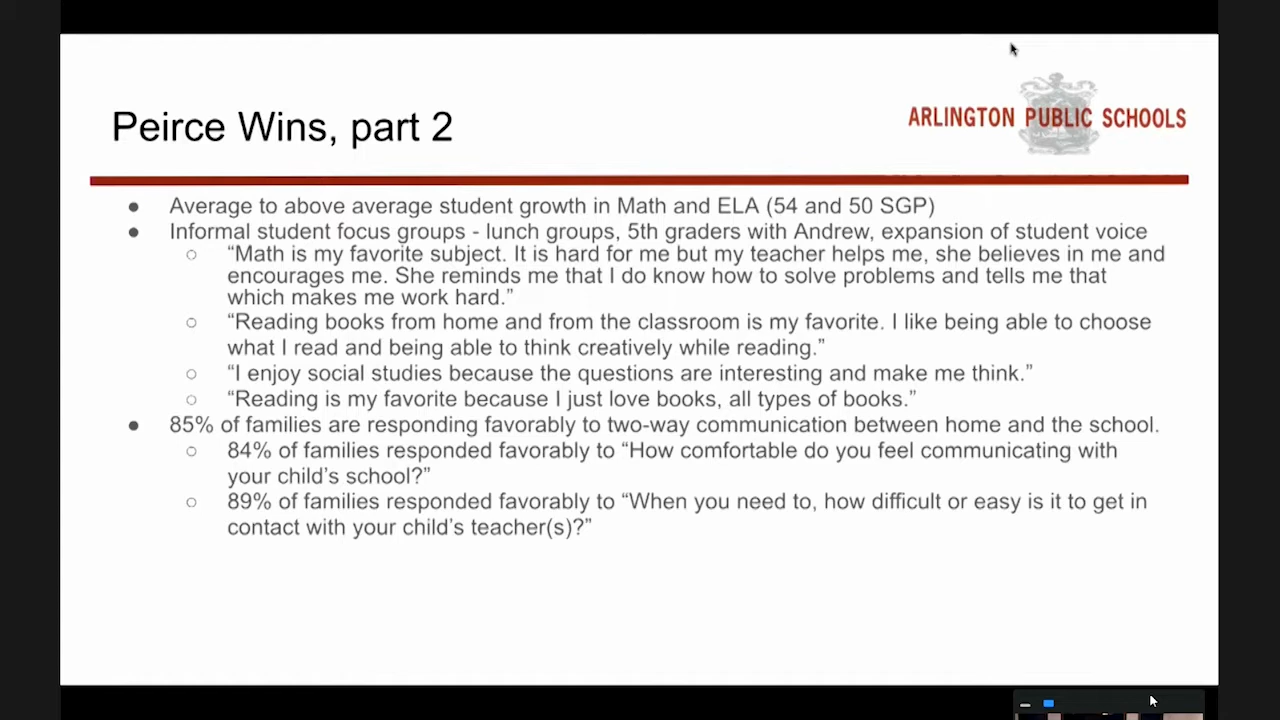 Peirce Wins, part 2
ARLINGTON PUBLIC SCHOOLS
● Average to above average student growth in Math and ELA (54 and 50 SGP)
● Informal student focus groups - lunch groups, 5th graders with Andrew, expansion of student voice
○ “Math is my favorite subject. It is hard for me but my teacher helps me, she believes in me and
encourages me. She reminds me that I do know how to solve problems and tells me that
which makes me work hard.”
○ “Reading books from home and from the classroom is my favorite. I like being able to choose
what I read and being able to think creatively while reading.”
○ “I enjoy social studies because the questions are interesting and make me think.”
○ “Reading is my favorite because I just love books, all types of books.”
● 85% of families are responding favorably to two-way communication between home and the school.
○ 84% of families responded favorably to “How comfortable do you feel communicating with
your child’s school?”
○ 89% of families responded favorably to “When you need to, how difficult or easy is it to get in
contact with your child’s teacher(s)?”